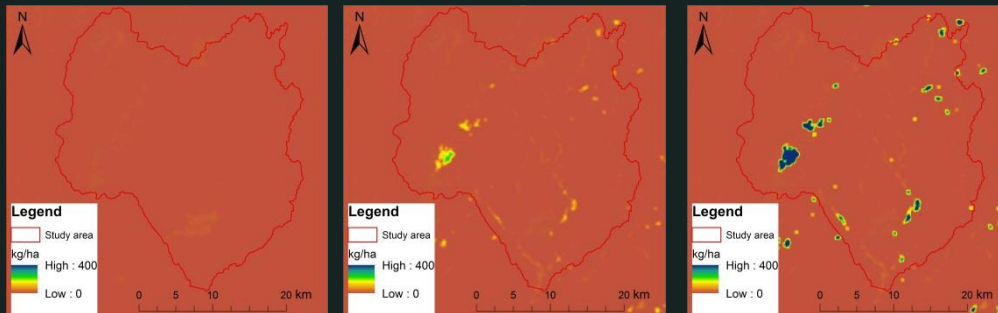 N
Legend
Study area
kg/ha
High : 400
Low : 0
0 5 10 20 km
N
Legend
Study area
kg/ha
High : 400
Low : 0
0 5 10 20 km
N
Legend
Study area
kg/ha
High : 400
Low : 0
0 5 10 20 km